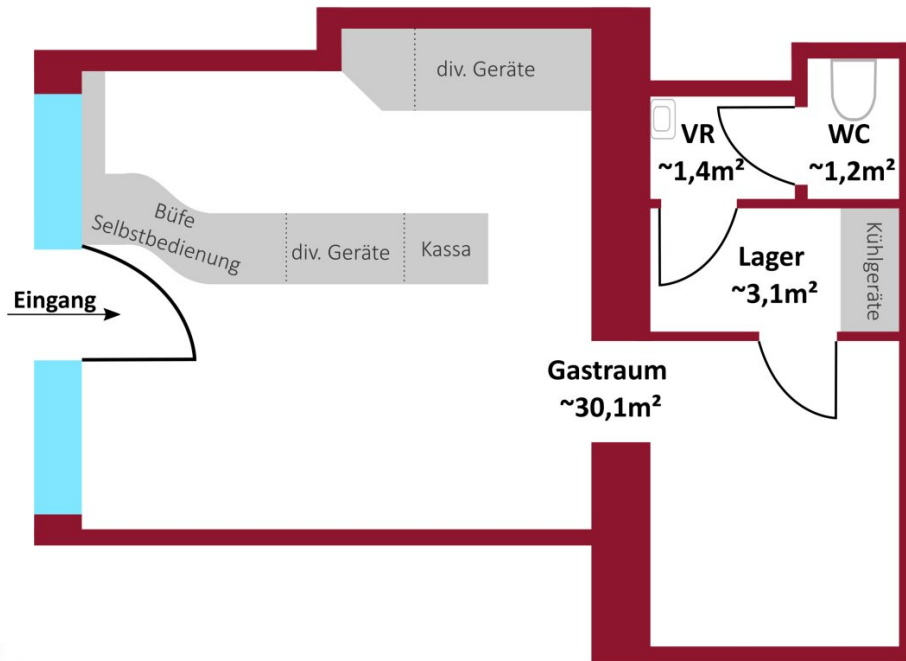 div. Geräte
VR
~1,4m²
WC
~1,2m²
Büfe
Selbstbedienung
div. Geräte
Kassa
Lager
~3,1m²
Kühlgeräte
Eingang
Gastraum
~30,1m²